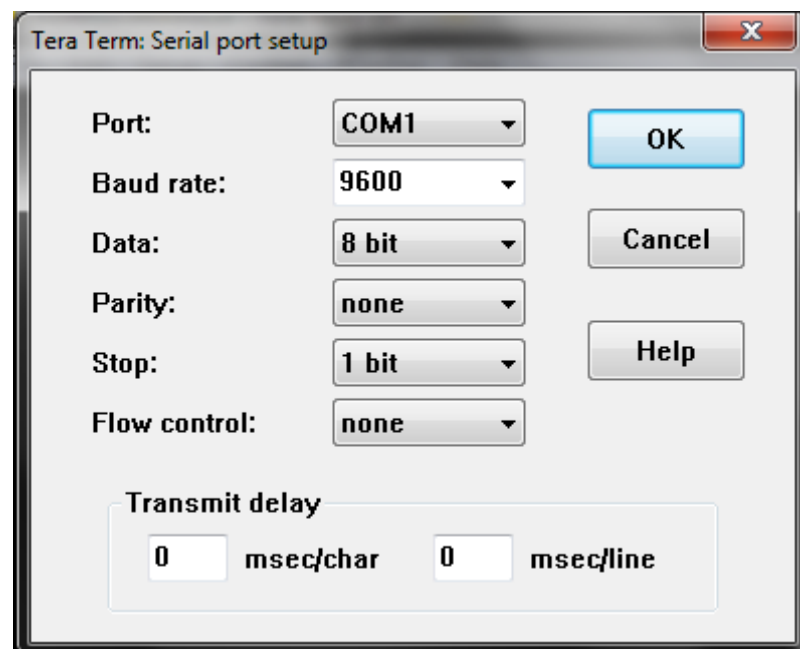 Tera Term: Serial port setup
Port: COM1 OK
Baud rate: 9600
Data: 8 bit Cancel
Parity: none
Stop: 1 bit Help
Flow control: none
Transmit delay
0 msec/char 0 msec/line